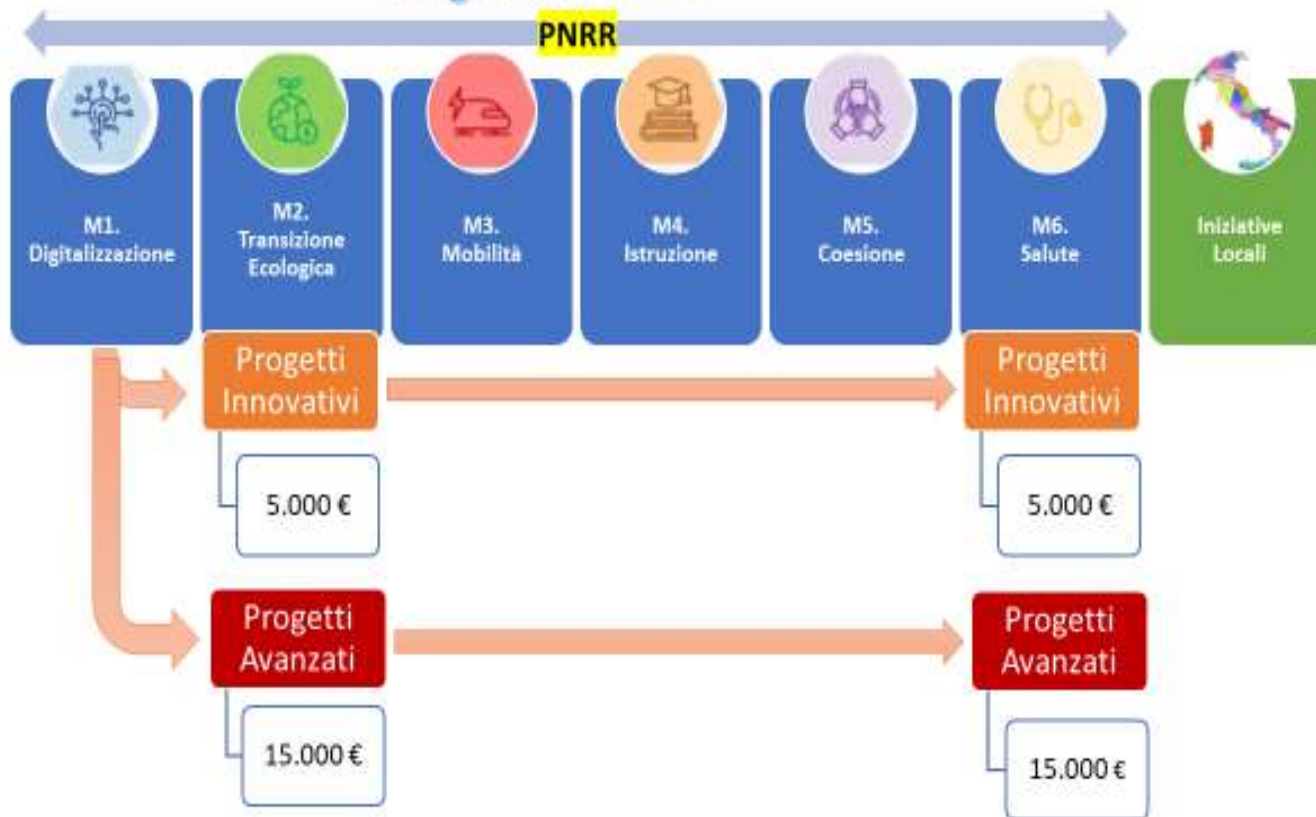 PNRR
M1.
Digitalizzazione
M2.
Transizione
Ecologica
M3.
Mobilità
M4.
Istruzione
M5.
Coesione
M6.
Salute
Iniziative
Locali
Progetti
Innovativi
Progetti
Innovativi
5.000 €
5.000 €
Progetti
Avanzati
Progetti
Avanzati
15.000 €
15.000 €